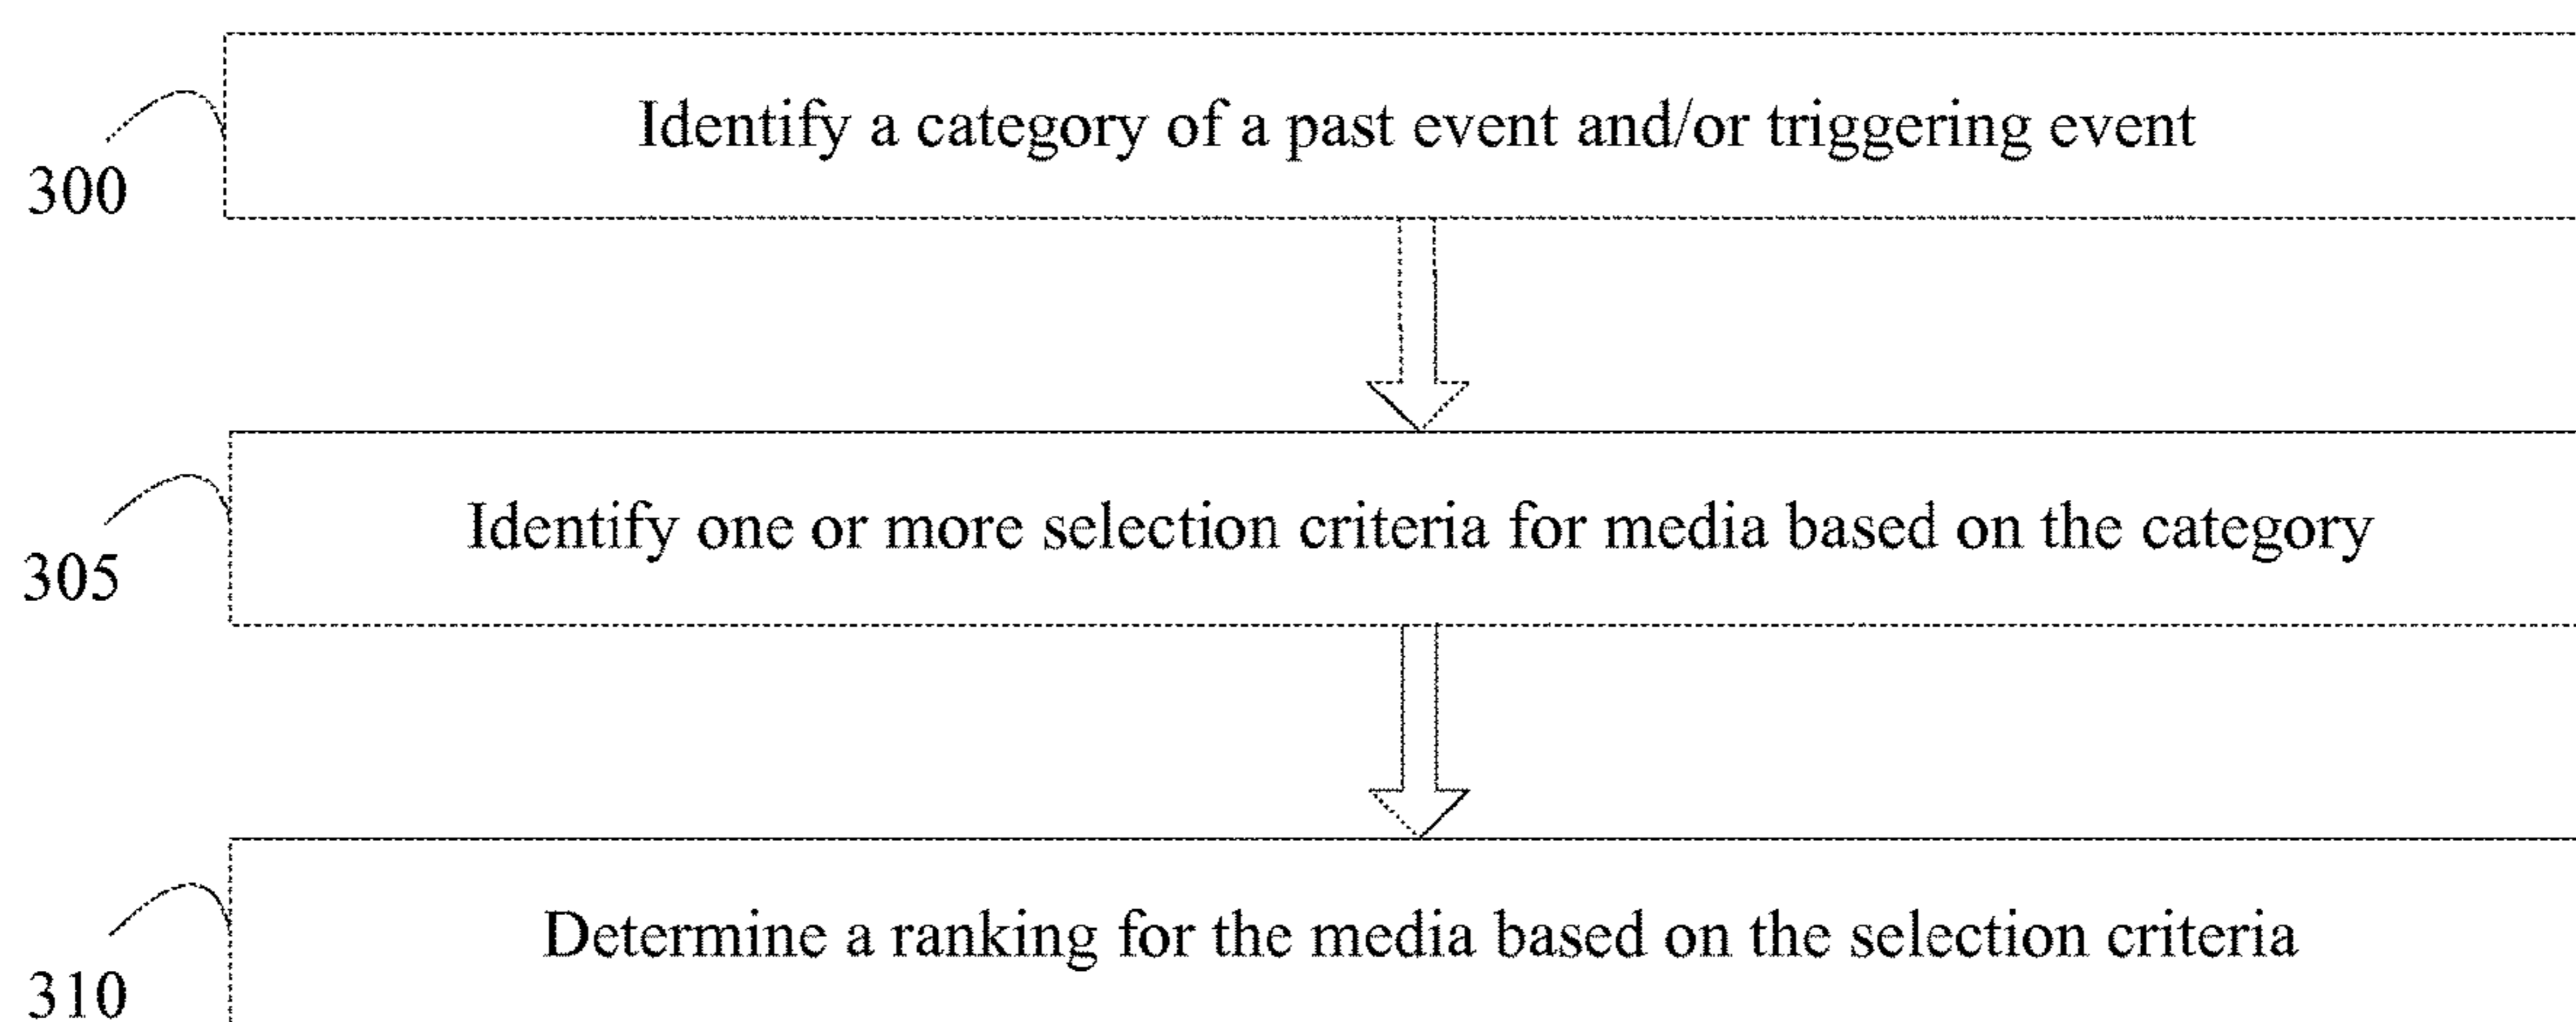 Identify a category of a past event and/or triggering event
300
Identify one or more selection criteria for media based on the category
305
Determine a ranking for the media based on the selection criteria
310